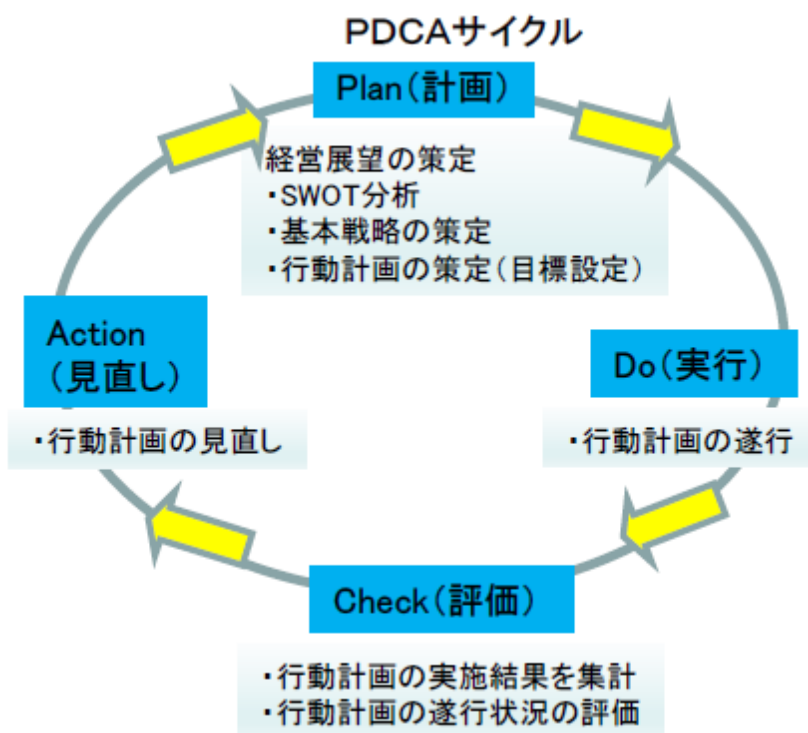 PDCAサイクル
Plan(計画)
経営展望の策定
・SWOT分析
・基本戦略の策定
・行動計画の策定(目標設定)
Do(実行)
・行動計画の遂行
Check(評価)
・行動計画の実施結果を集計
・行動計画の遂行状況の評価
Action
(見直し)
・行動計画の見直し